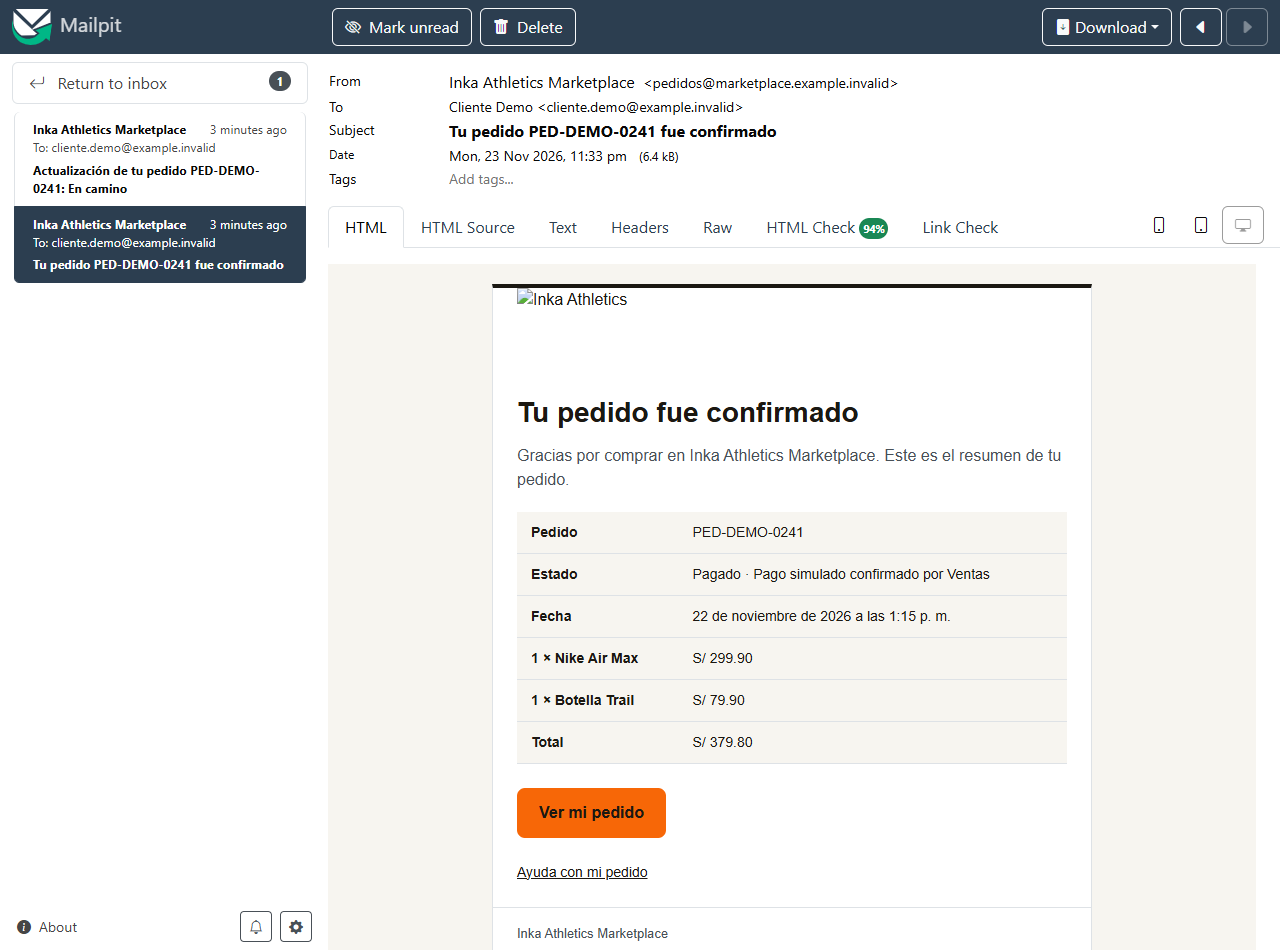 Mailpit
Mark unread
Delete
Download
Return to inbox
1
Inka Athletics Marketplace 3 minutes ago
To: cliente.demo@example.invalid
Actualización de tu pedido PED-DEMO-
0241: En camino
Inka Athletics Marketplace 3 minutes ago
To: cliente.demo@example.invalid
Tu pedido PED-DEMO-0241 fue confirmado
From Inka Athletics Marketplace <pedidos@marketplace.example.invalid>
To Cliente Demo <cliente.demo@example.invalid>
Subject Tu pedido PED-DEMO-0241 fue confirmado
Date Mon, 23 Nov 2026, 11:33 pm (6.4 kB)
Tags Add tags...
HTML HTML Source Text Headers Raw HTML Check 94% Link Check
Inka Athletics
Tu pedido fue confirmado
Gracias por comprar en Inka Athletics Marketplace. Este es el resumen de tu
pedido.
Pedido PED-DEMO-0241
Estado Pagado · Pago simulado confirmado por Ventas
Fecha 22 de noviembre de 2026 a las 1:15 p. m.
1 × Nike Air Max S/ 299.90
1 × Botella Trail S/ 79.90
Total S/ 379.80
Ver mi pedido
Ayuda con mi pedido
Inka Athletics Marketplace
About